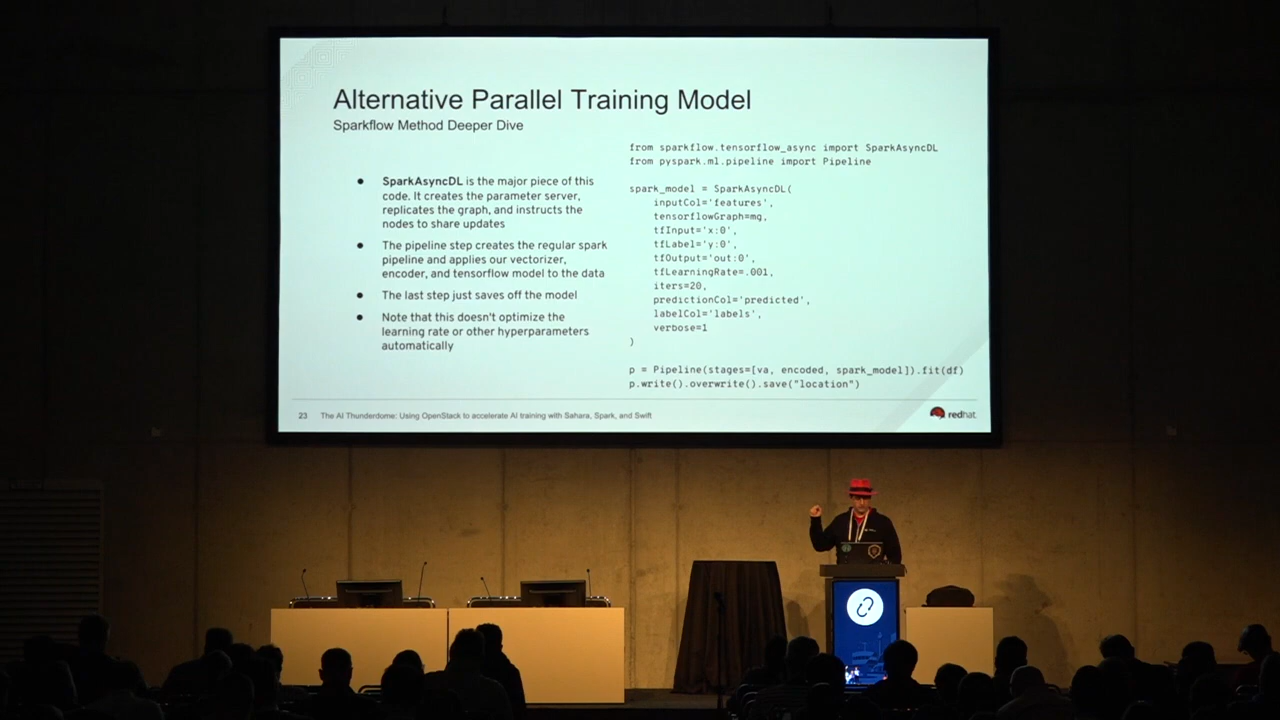 Alternative Parallel Training Model
Sparkflow Method Deeper Dive
● SparkAsyncDL is the major piece of this
code. It creates the parameter server,
replicates the graph, and instructs the
nodes to share updates
● The pipeline step creates the regular spark
pipeline and applies our vectorizer,
encoder, and tensorflow model to the data
● The last step just saves off the model
● Note that this doesn't optimize the
learning rate or other hyperparameters
automatically
from sparkflow.tensorflow_async import SparkAsyncDL
from pyspark.ml.pipeline import Pipeline
spark_model = SparkAsyncDL(
inputCol='features',
tensorflowGraph=mg,
tfInput='x:0',
tfLabel='y:0',
tfOutput='out:0',
tfLearningRate=.001,
iters=20,
predictionCol='predicted',
labelCol='labels',
verbose=1
)
p = Pipeline(stages=[va, encoded, spark_model]).fit(df)
p.write().overwrite().save("location")
23 The AI Thunderdome: Using OpenStack to accelerate AI training with Sahara, Spark, and Swift
redhat